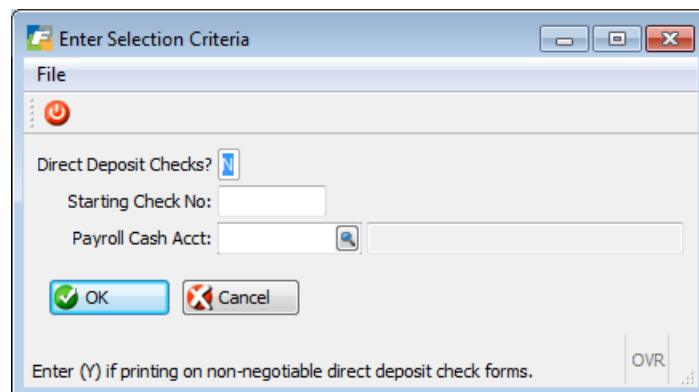 Enter Selection Criteria
File
Direct Deposit Checks? N
Starting Check No:
Payroll Cash Acct:
OK Cancel
Enter (Y) if printing on non-negotiable direct deposit check forms. OVR